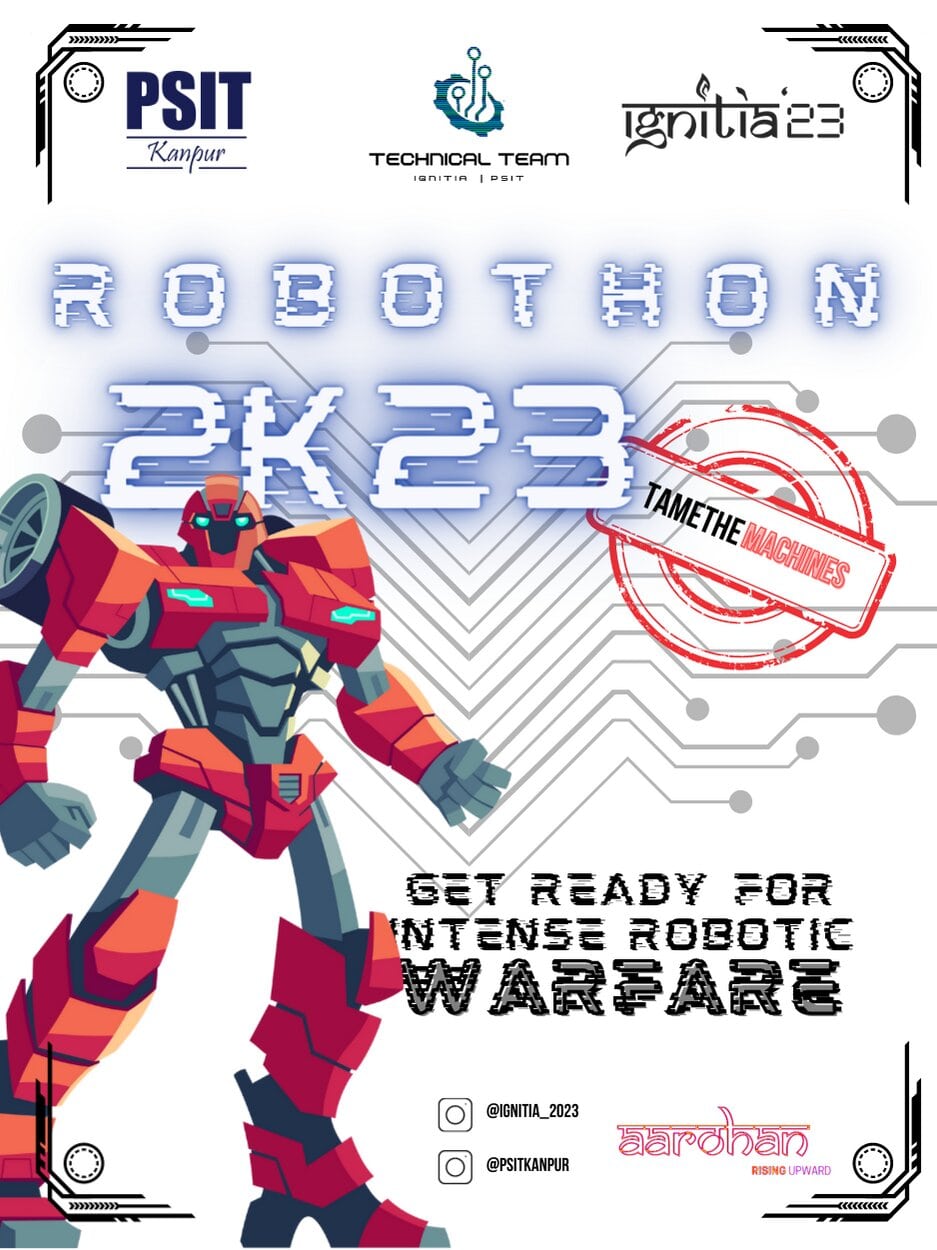 PSIT
Kanpur
TECHNICAL TEAM
IGNITIA | PSIT
ignitia'23
ROBOTHON
2K23
TAMETHE MACHINES
GET READY FOR
INTENSE ROBOTIC
WARFARE
@IGNITIA_2023
@PSITKANPUR
aarohan
RISING UPWARD